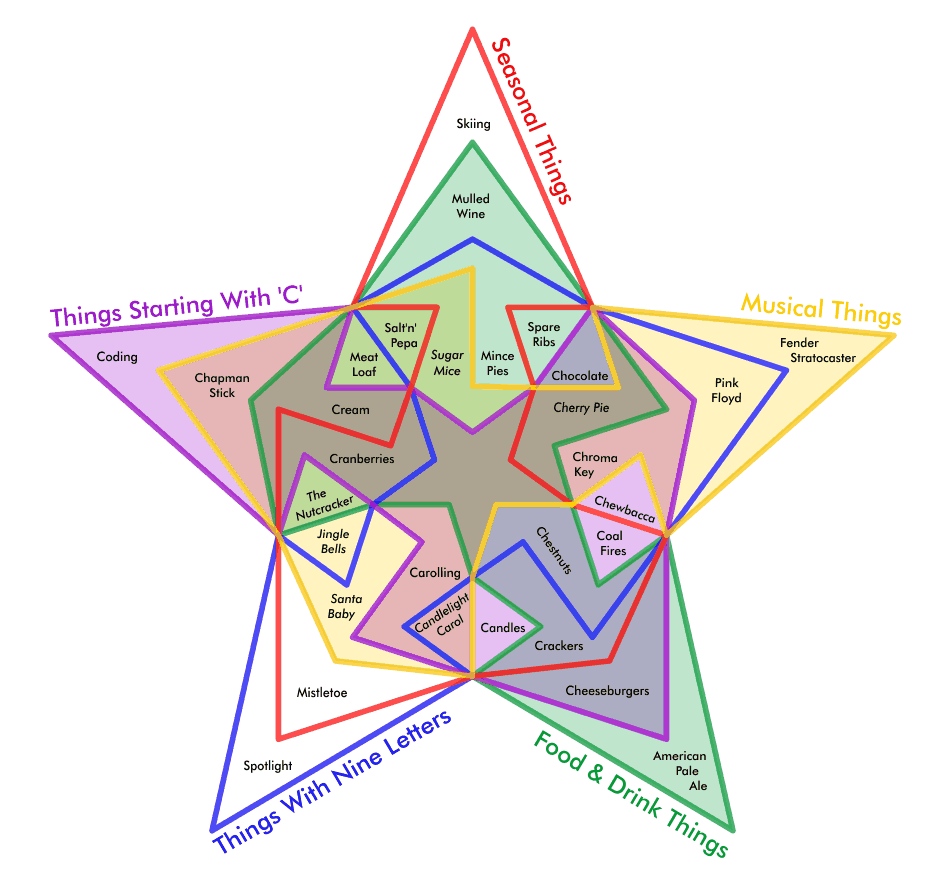 Seasonal Things
Skiing
Mulled
Wine
Things Starting With 'C'
Musical Things
Coding
Chapman
Stick
Salt'n'
Pepa
Meat
Loaf
Sugar
Mice
Mince
Pies
Spare
Ribs
Chocolate
Fender
Stratocaster
Pink
Floyd
Cream
Cherry Pie
Cranberries
Chroma
Key
The
Nutcracker
Chewbacca
Jingle
Bells
Coal
Fires
Chestnuts
Santa
Baby
Carolling
Candlelight
Carol
Candles
Crackers
Mistletoe
Cheeseburgers
Spotlight
American
Pale
Ale
Things With Nine Letters
Food & Drink Things